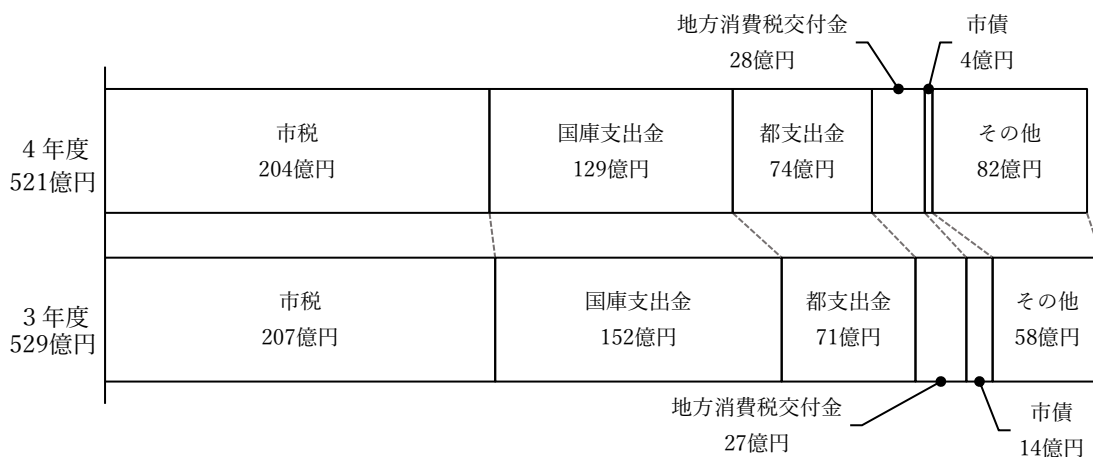 地方消費税交付金
28億円
市債
4億円
4年度
521億円
市税
204億円
国庫支出金
129億円
都支出金
74億円
その他
82億円
3年度
529億円
市税
207億円
国庫支出金
152億円
都支出金
71億円
その他
58億円
地方消費税交付金
27億円
市債
14億円